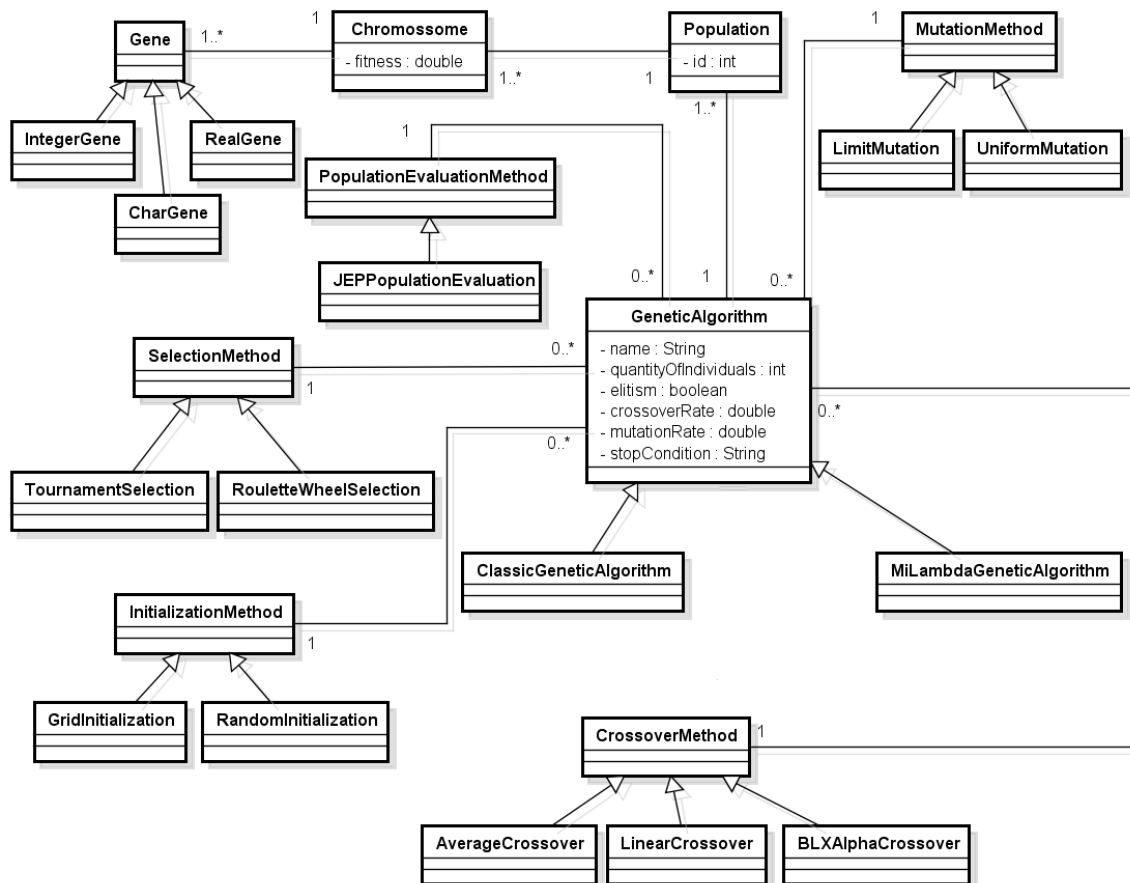 Gene
1..*
1
Chromossome
- fitness : double
1..*
1
Population
- id : int
1..*
1
MutationMethod
IntegerGene
RealGene
CharGene
1
PopulationEvaluationMethod
JEPPopulationEvaluation
LimitMutation
UniformMutation
0..*
1
0..*
GeneticAlgorithm
- name : String
- quantityOfIndividuals : int
- elitism : boolean
- crossoverRate : double
- mutationRate : double
- stopCondition : String
SelectionMethod
1
0..*
0..*
0..*
TournamentSelection
RouletteWheelSelection
ClassicGeneticAlgorithm
MiLambdaGeneticAlgorithm
InitializationMethod
1
GridInitialization
RandomInitialization
CrossoverMethod
1
AverageCrossover
LinearCrossover
BLXAlphaCrossover